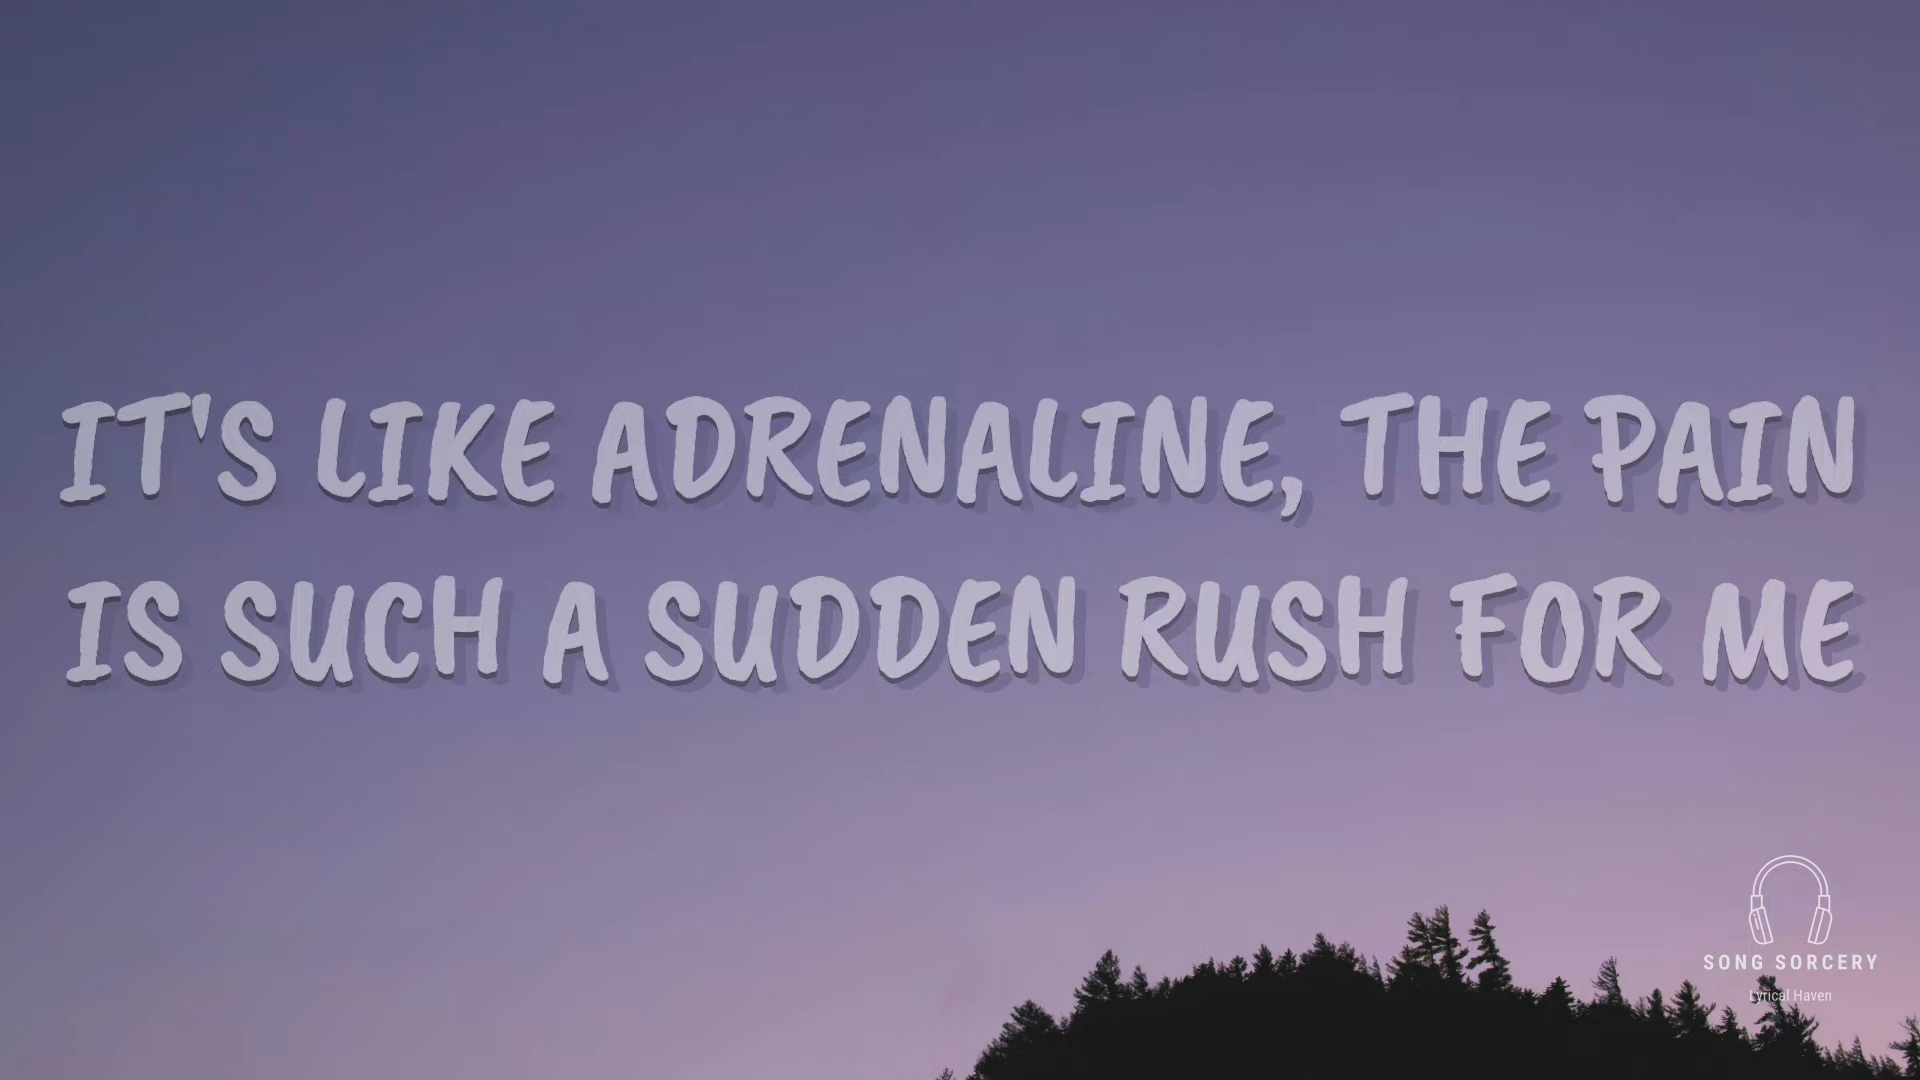 IT'S LIKE ADRENALINE, THE PAIN
IS SUCH A SUDDEN RUSH FOR ME
SONG SORCERY
Lyrical Haven